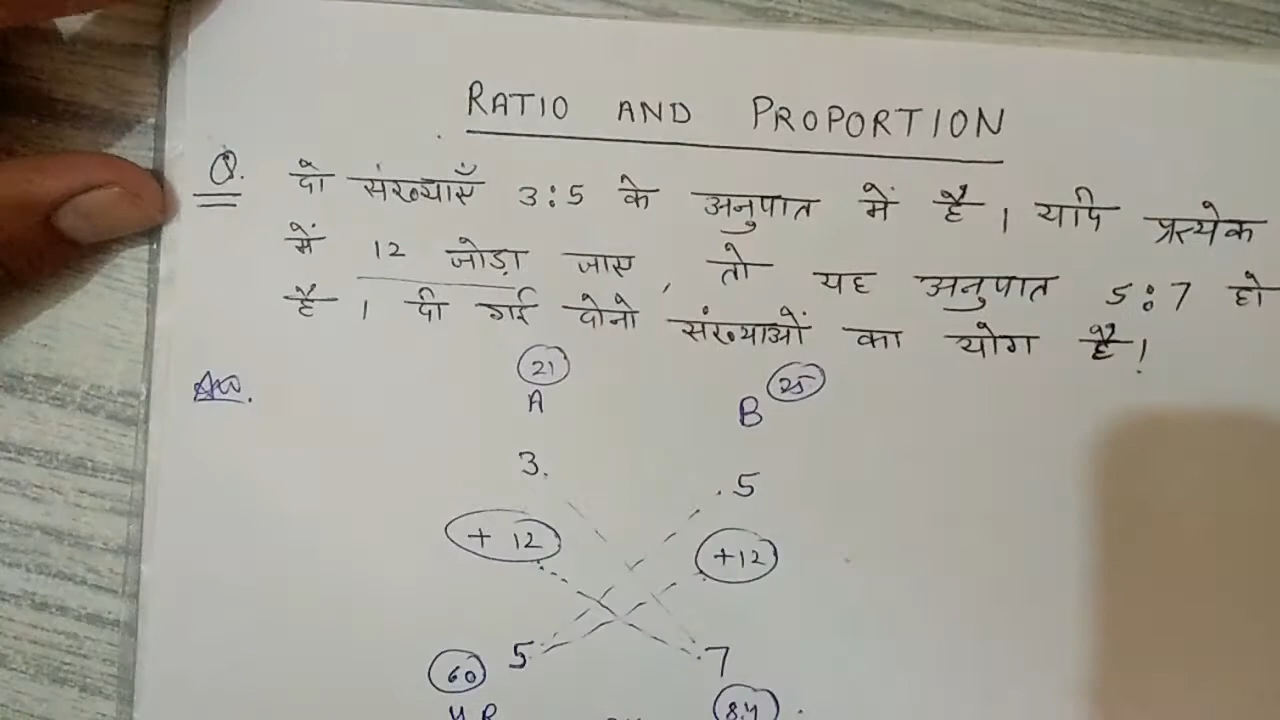 RATIO AND PROPORTION
Q. दो संख्याएँ 3:5 के अनुपात में है। यदि प्रत्येक
में 12 जोड़ा जाए, तो यह अनुपात 5:7 हो
है। दी गई दोनो संख्याओं का योग है।
Ans.
21 25
A B
3. .5
+ 12 +12
5 7
60 84